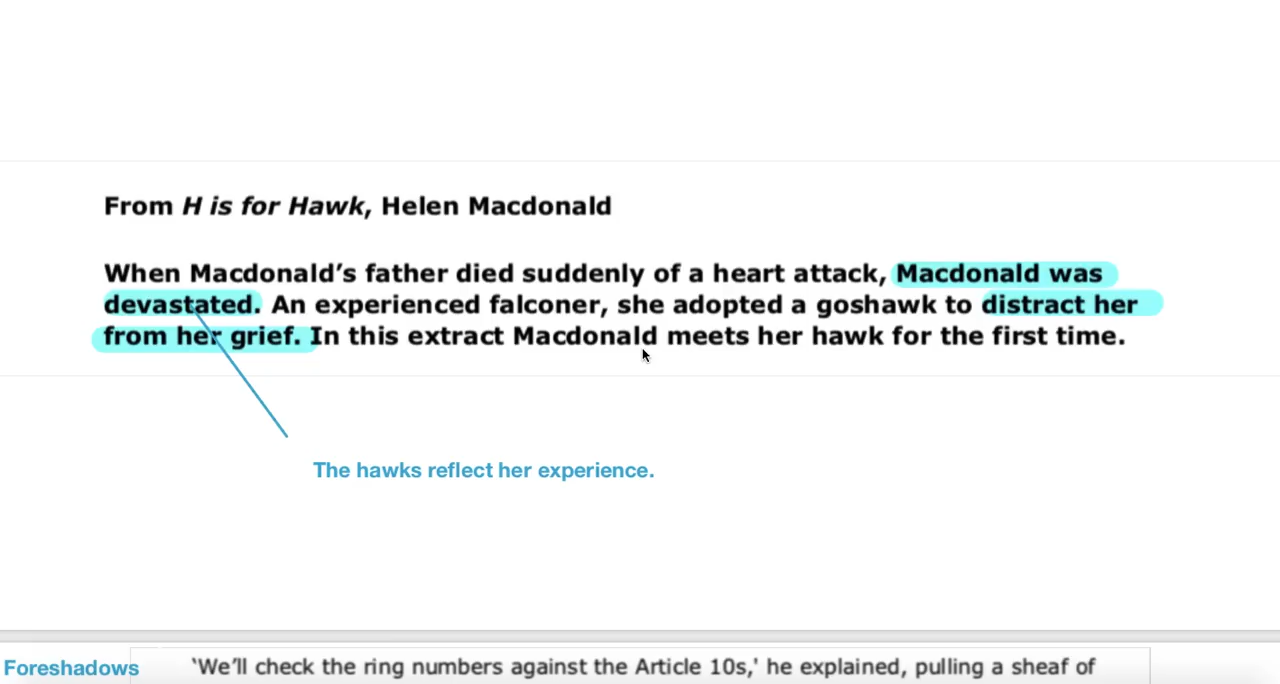 From H is for Hawk, Helen Macdonald
When Macdonald’s father died suddenly of a heart attack, Macdonald was
devastated. An experienced falconer, she adopted a goshawk to distract her
from her grief. In this extract Macdonald meets her hawk for the first time.
The hawks reflect her experience.
Foreshadows
‘We’ll check the ring numbers against the Article 10s,' he explained, pulling a sheaf of